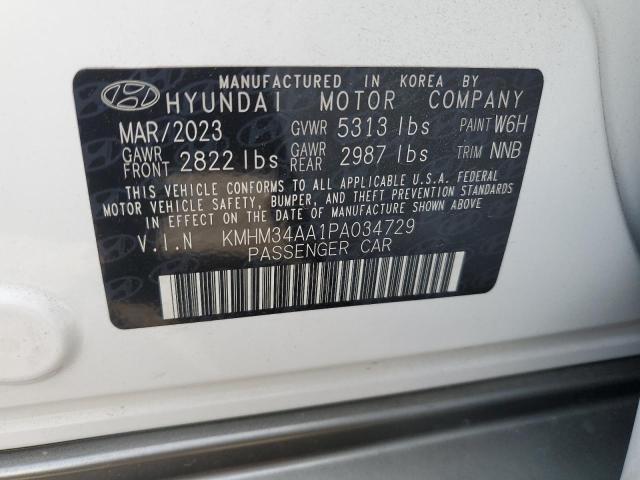 MANUFACTURED IN KOREA BY
HYUNDAI MOTOR COMPANY
MAR/2023 GVWR 5313 lbs PAINT W6H
GAWR FRONT 2822 lbs GAWR REAR 2987 lbs TRIM NNB
THIS VEHICLE CONFORMS TO ALL APPLICABLE U.S.A. FEDERAL
MOTOR VEHICLE SAFETY, BUMPER, AND THEFT PREVENTION STANDARDS
IN EFFECT ON THE DATE OF MANUFACTURE SHOWN ABOVE.
V.I.N KMHM34AA1PA034729
PASSENGER CAR